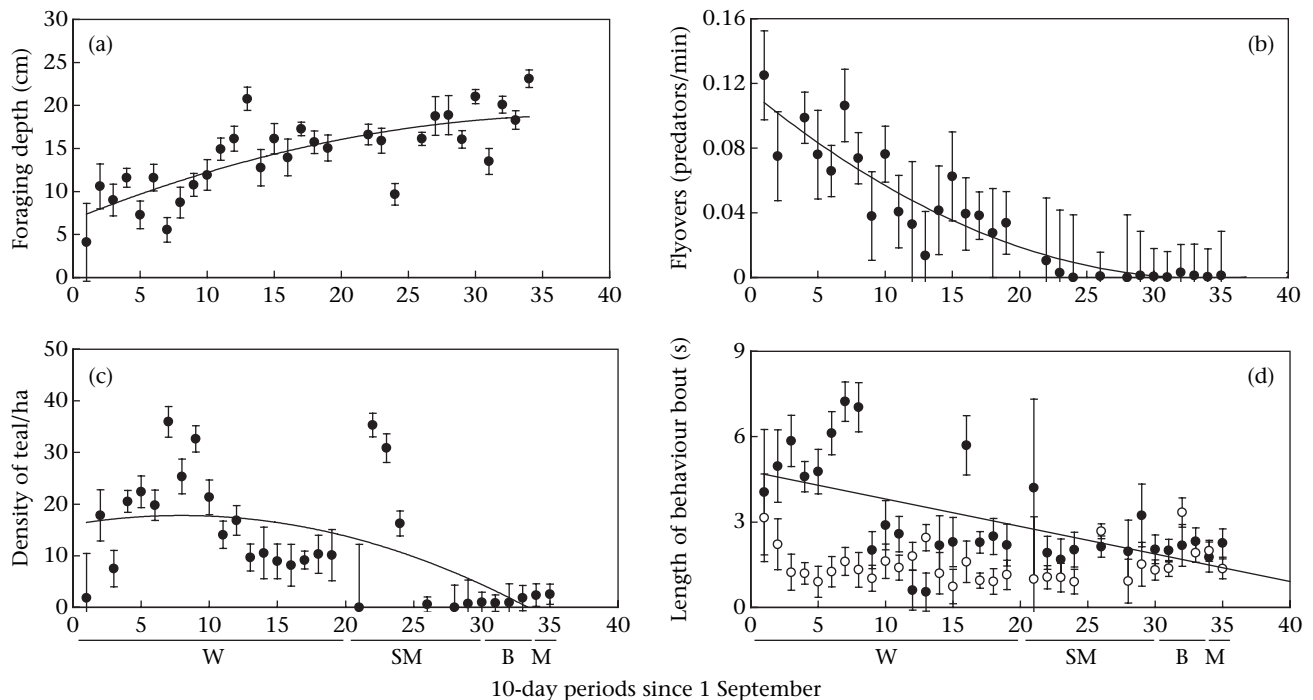 30
25
20
15
10
5
0
Foraging depth (cm)
(a)
0 5 10 15 20 25 30 35 40
0.16
0.12
0.08
0.04
0
Flyovers (predators/min)
(b)
0 5 10 15 20 25 30 35 40
50
40
30
20
10
0
Density of teal/ha
(c)
0 5 10 15 20 25 30 35 40
W SM B M
9
6
3
0
Length of behaviour bout (s)
(d)
0 5 10 15 20 25 30 35 40
W SM B M
10-day periods since 1 September